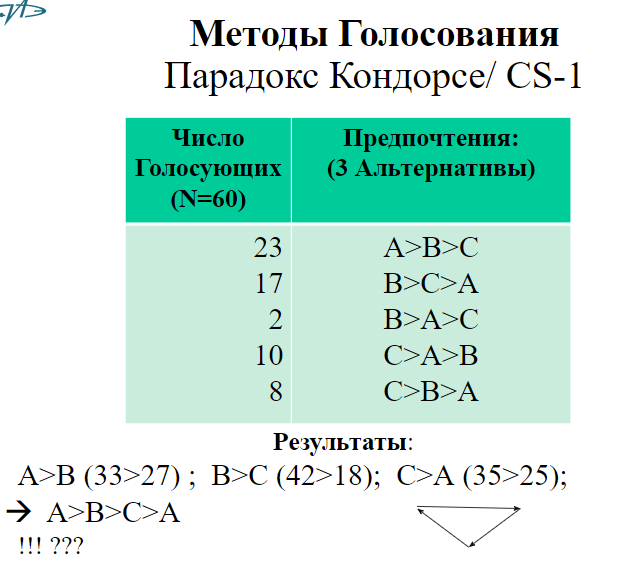 Методы Голосования
Парадокс Кондорсе/ CS-1
Число
Голосующих
(N=60)
Предпочтения:
(3 Альтернативы)
23 A>B>C
17 B>C>A
2 B>A>C
10 C>A>B
8 C>B>A
Результаты:
A>B (33>27) ; B>C (42>18); C>A (35>25);
→ A>B>C>A
!!! ???